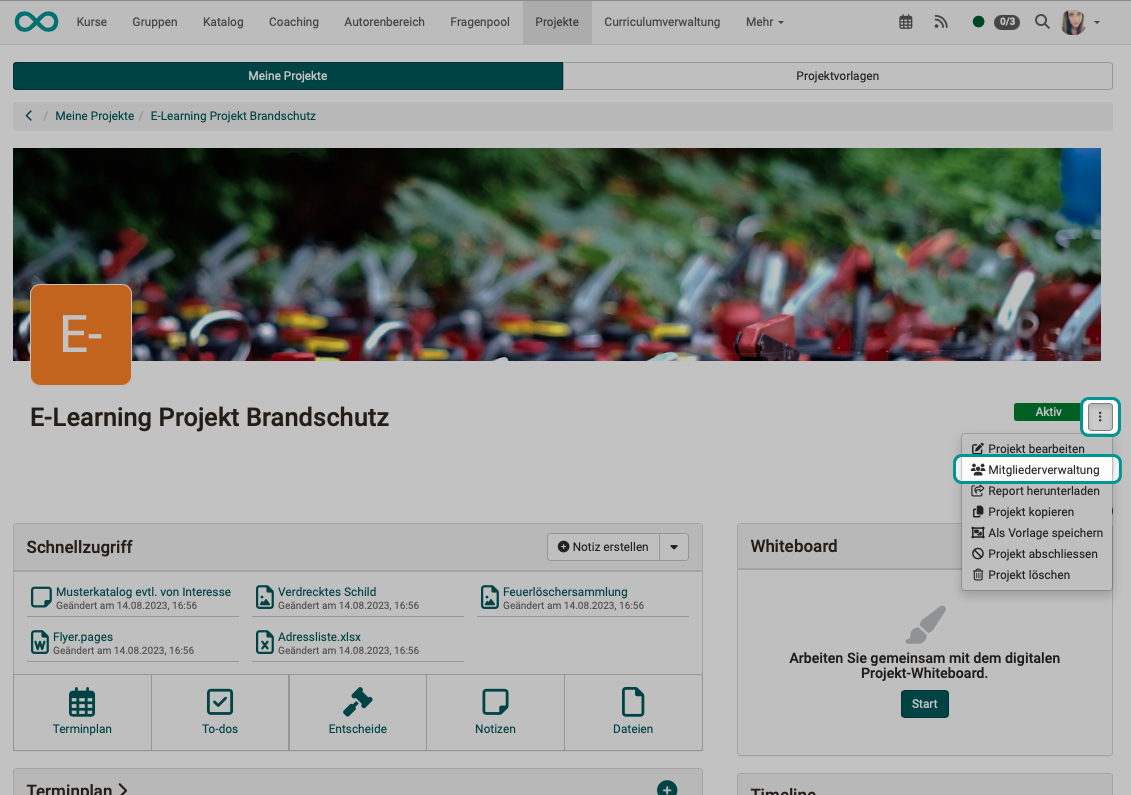 Kurse Gruppen Katalog Coaching Autorenbereich Fragenpool Projekte Curriculumverwaltung Mehr 0/3
Meine Projekte Projektvorlagen
/ Meine Projekte / E-Learning Projekt Brandschutz
E-
E-Learning Projekt Brandschutz
Aktiv
Projekt bearbeiten
Mitgliederverwaltung
Report herunterladen
Projekt kopieren
Als Vorlage speichern
Projekt abschliessen
Projekt löschen
Schnellzugriff
Notiz erstellen
Musterkatalog evtl. von Interesse
Geändert am 14.08.2023, 16:56
Verdrecktes Schild
Geändert am 14.08.2023, 16:56
Feuerlöschersammlung
Geändert am 14.08.2023, 16:56
Flyer.pages
Geändert am 14.08.2023, 16:56
Adressliste.xlsx
Geändert am 14.08.2023, 16:56
Terminplan
To-dos
Entscheide
Notizen
Dateien
Whiteboard
Arbeiten Sie gemeinsam mit dem digitalen
Projekt-Whiteboard.
Start
Terminplan
Timeline